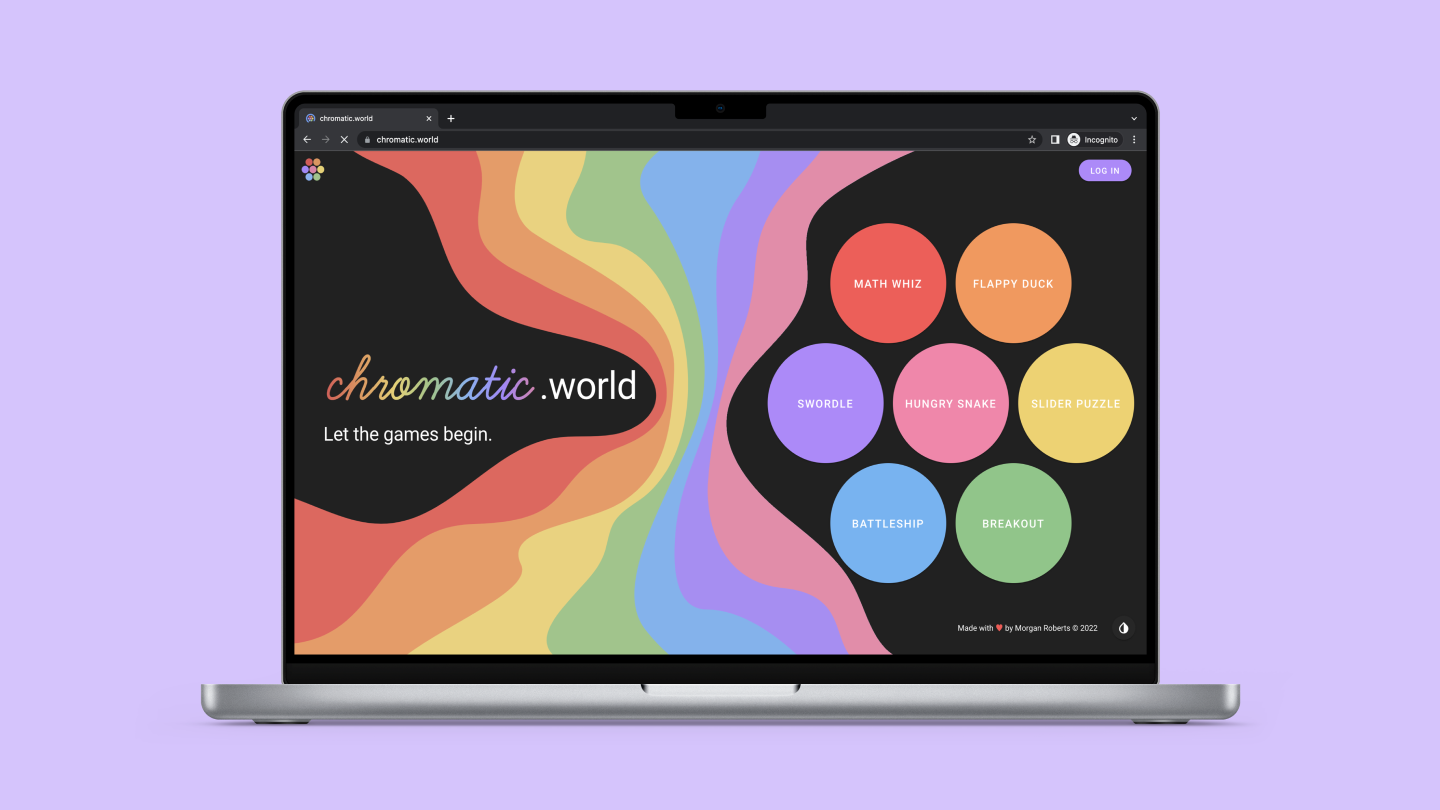 chromatic.world
chromatic.world
Incognito
LOG IN
chromatic.world
Let the games begin.
MATH WHIZ
FLAPPY DUCK
SWORDLE
HUNGRY SNAKE
SLIDER PUZZLE
BATTLESHIP
BREAKOUT
Made with ❤ by Morgan Roberts © 2022